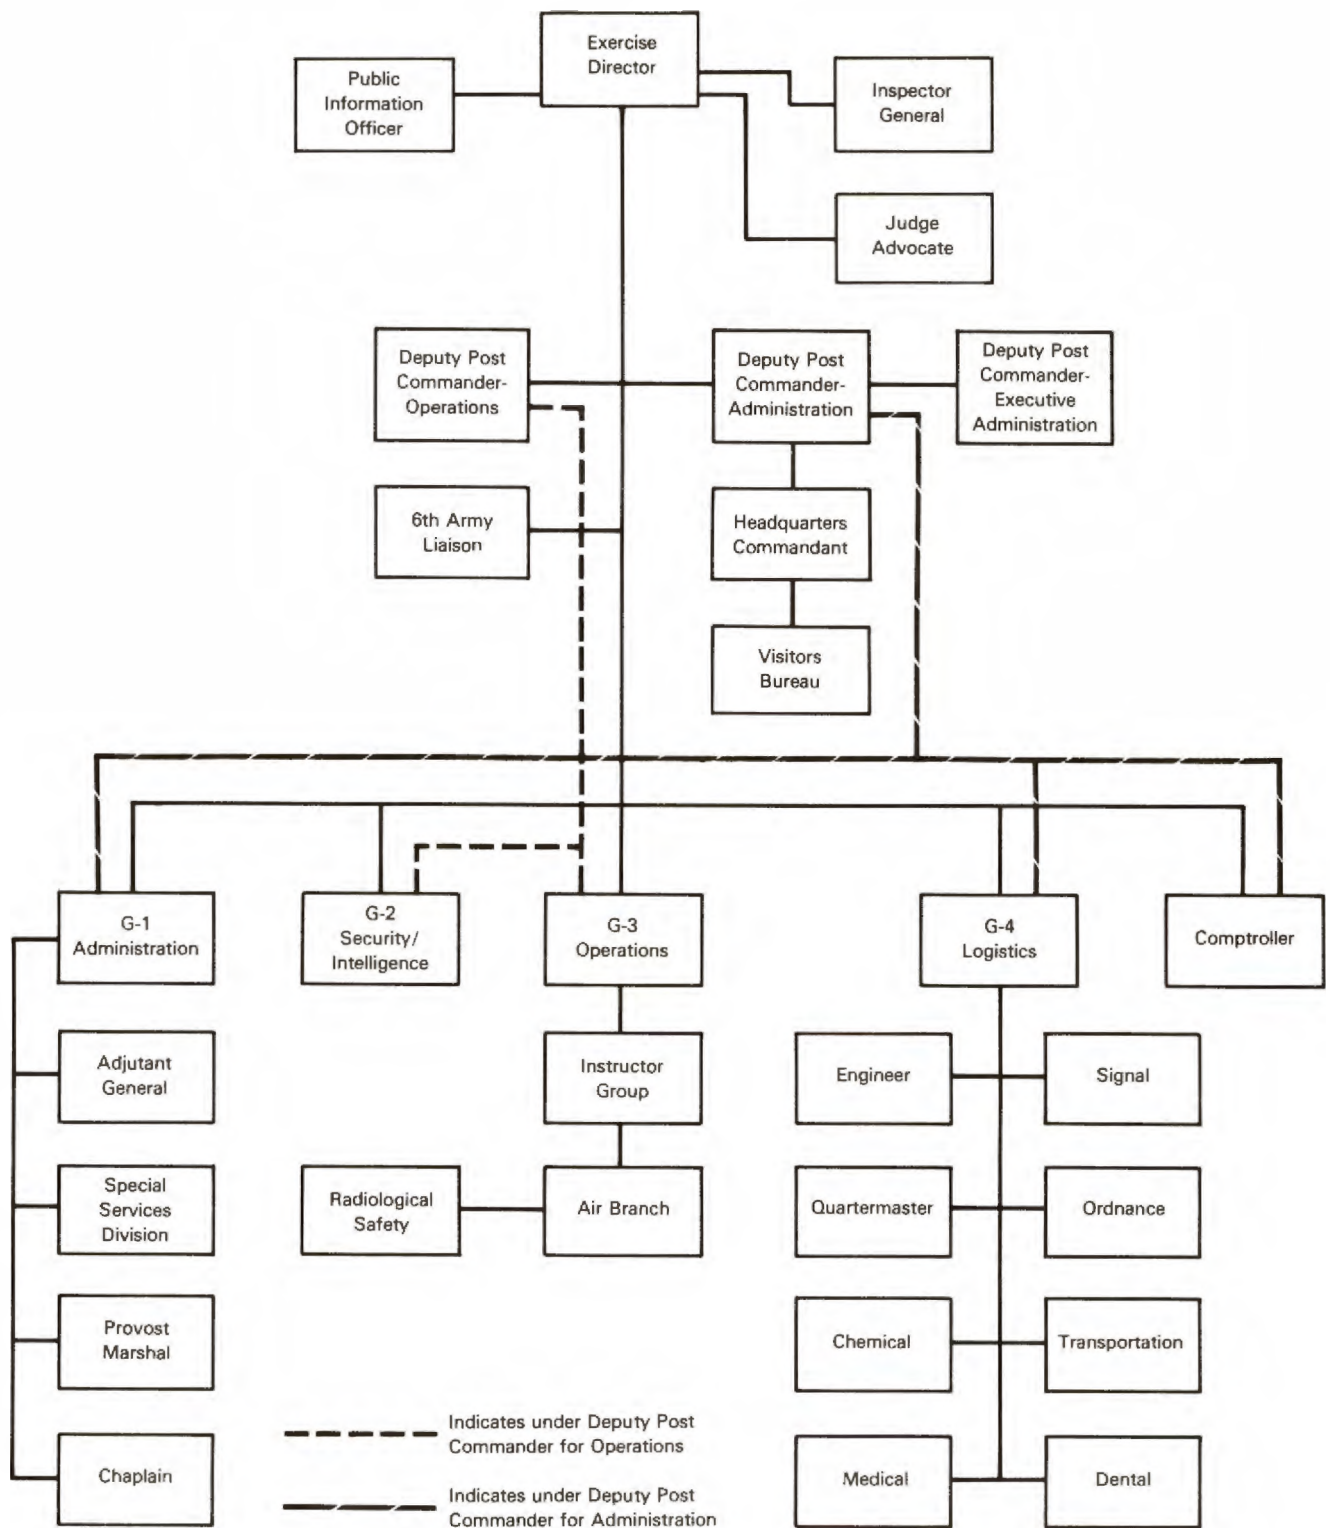 Exercise
Director
Public
Information
Officer
Inspector
General
Judge
Advocate
Deputy Post
Commander-
Operations
Deputy Post
Commander-
Administration
Deputy Post
Commander-
Executive
Administration
6th Army
Liaison
Headquarters
Commandant
Visitors
Bureau
G-1
Administration
G-2
Security/
Intelligence
G-3
Operations
G-4
Logistics
Comptroller
Adjutant
General
Instructor
Group
Engineer
Signal
Special
Services
Division
Radiological
Safety
Air Branch
Quartermaster
Ordnance
Provost
Marshal
Chemical
Transportation
Chaplain
Medical
Dental
Indicates under Deputy Post
Commander for Operations
Indicates under Deputy Post
Commander for Administration